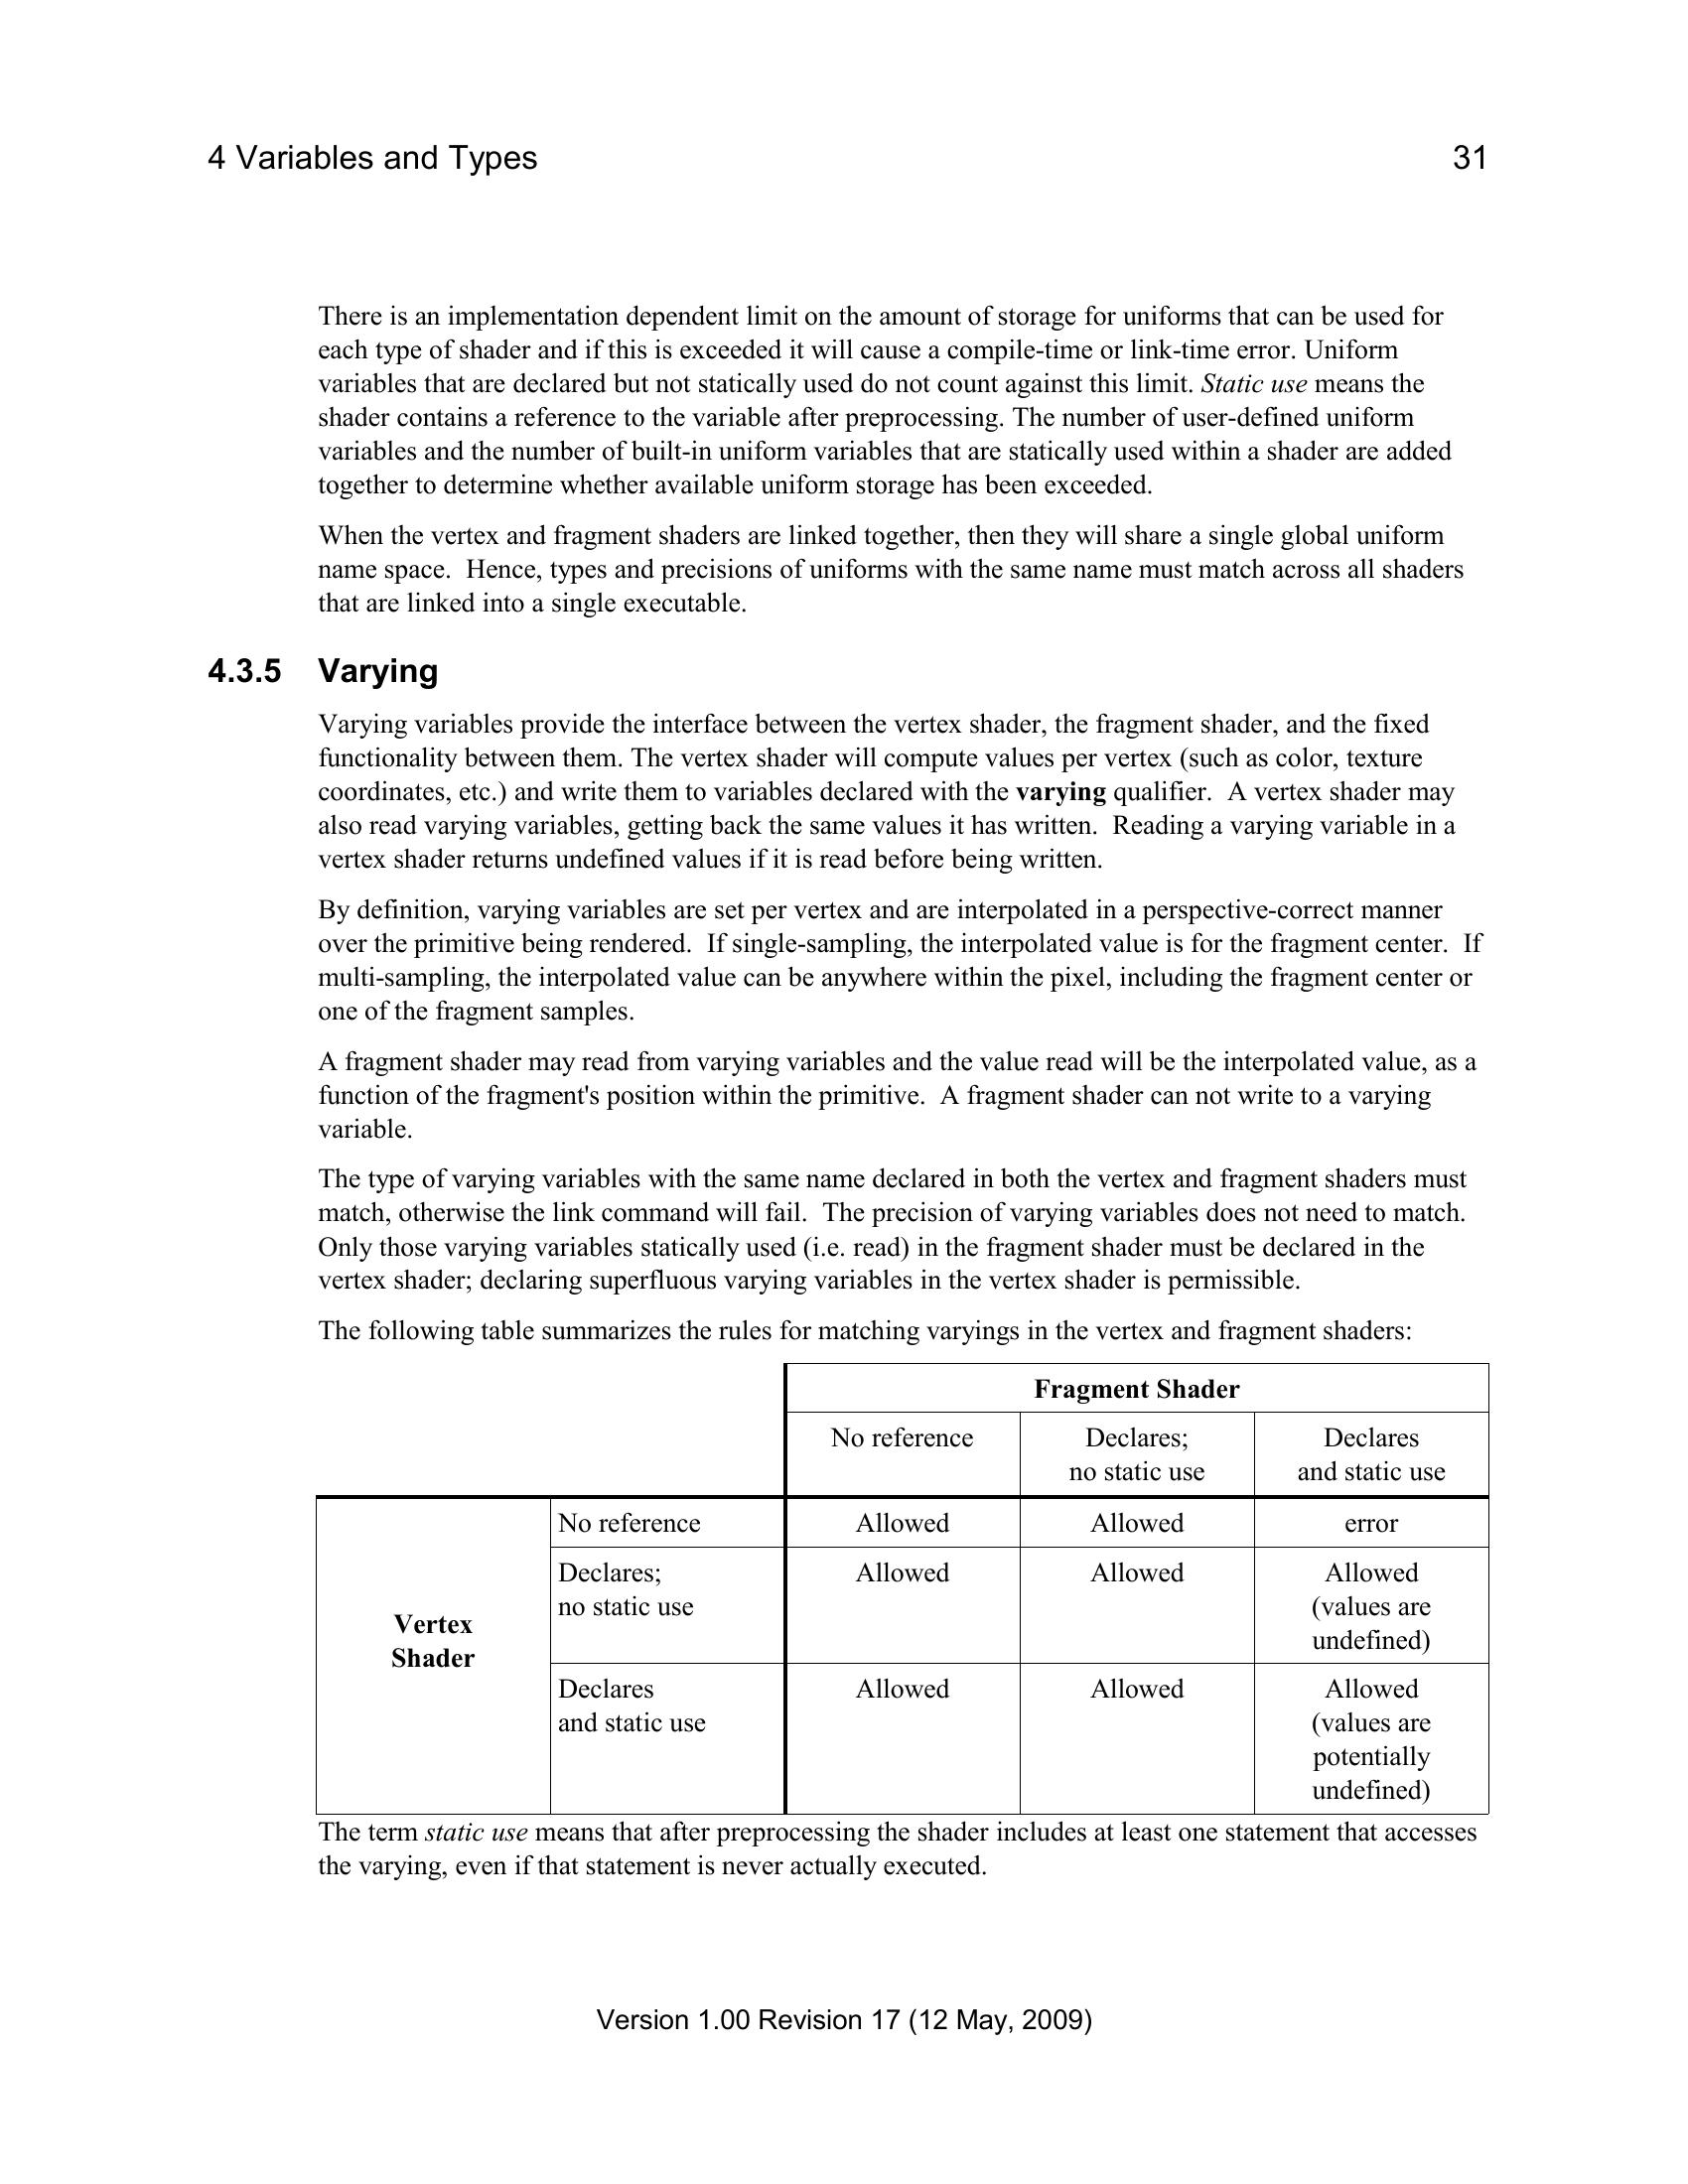 4 Variables and Types 31
There is an implementation dependent limit on the amount of storage for uniforms that can be used for
each type of shader and if this is exceeded it will cause a compile-time or link-time error. Uniform
variables that are declared but not statically used do not count against this limit. Static use means the
shader contains a reference to the variable after preprocessing. The number of user-defined uniform
variables and the number of built-in uniform variables that are statically used within a shader are added
together to determine whether available uniform storage has been exceeded.
When the vertex and fragment shaders are linked together, then they will share a single global uniform
name space. Hence, types and precisions of uniforms with the same name must match across all shaders
that are linked into a single executable.
4.3.5 Varying
Varying variables provide the interface between the vertex shader, the fragment shader, and the fixed
functionality between them. The vertex shader will compute values per vertex (such as color, texture
coordinates, etc.) and write them to variables declared with the varying qualifier. A vertex shader may
also read varying variables, getting back the same values it has written. Reading a varying variable in a
vertex shader returns undefined values if it is read before being written.
By definition, varying variables are set per vertex and are interpolated in a perspective-correct manner
over the primitive being rendered. If single-sampling, the interpolated value is for the fragment center. If
multi-sampling, the interpolated value can be anywhere within the pixel, including the fragment center or
one of the fragment samples.
A fragment shader may read from varying variables and the value read will be the interpolated value, as a
function of the fragment's position within the primitive. A fragment shader can not write to a varying
variable.
The type of varying variables with the same name declared in both the vertex and fragment shaders must
match, otherwise the link command will fail. The precision of varying variables does not need to match.
Only those varying variables statically used (i.e. read) in the fragment shader must be declared in the
vertex shader; declaring superfluous varying variables in the vertex shader is permissible.
The following table summarizes the rules for matching varyings in the vertex and fragment shaders:
Fragment Shader
No reference
Declares;
no static use
Declares
and static use
Vertex
Shader
No reference
Allowed
Allowed
error
Declares;
no static use
Allowed
Allowed
Allowed
(values are
undefined)
Declares
and static use
Allowed
Allowed
Allowed
(values are
potentially
undefined)
The term static use means that after preprocessing the shader includes at least one statement that accesses
the varying, even if that statement is never actually executed.
Version 1.00 Revision 17 (12 May, 2009)